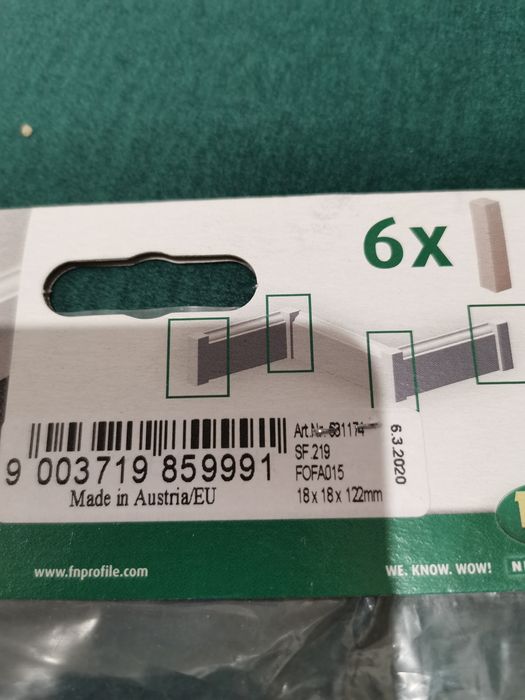 6x
Art.Nr. 631174
SF.219
FOFA015
18 x 18 x 122mm
6.3.2020
9 003719 859991
Made in Austria/EU
www.fnprofile.com
WE. KNOW. WOW!